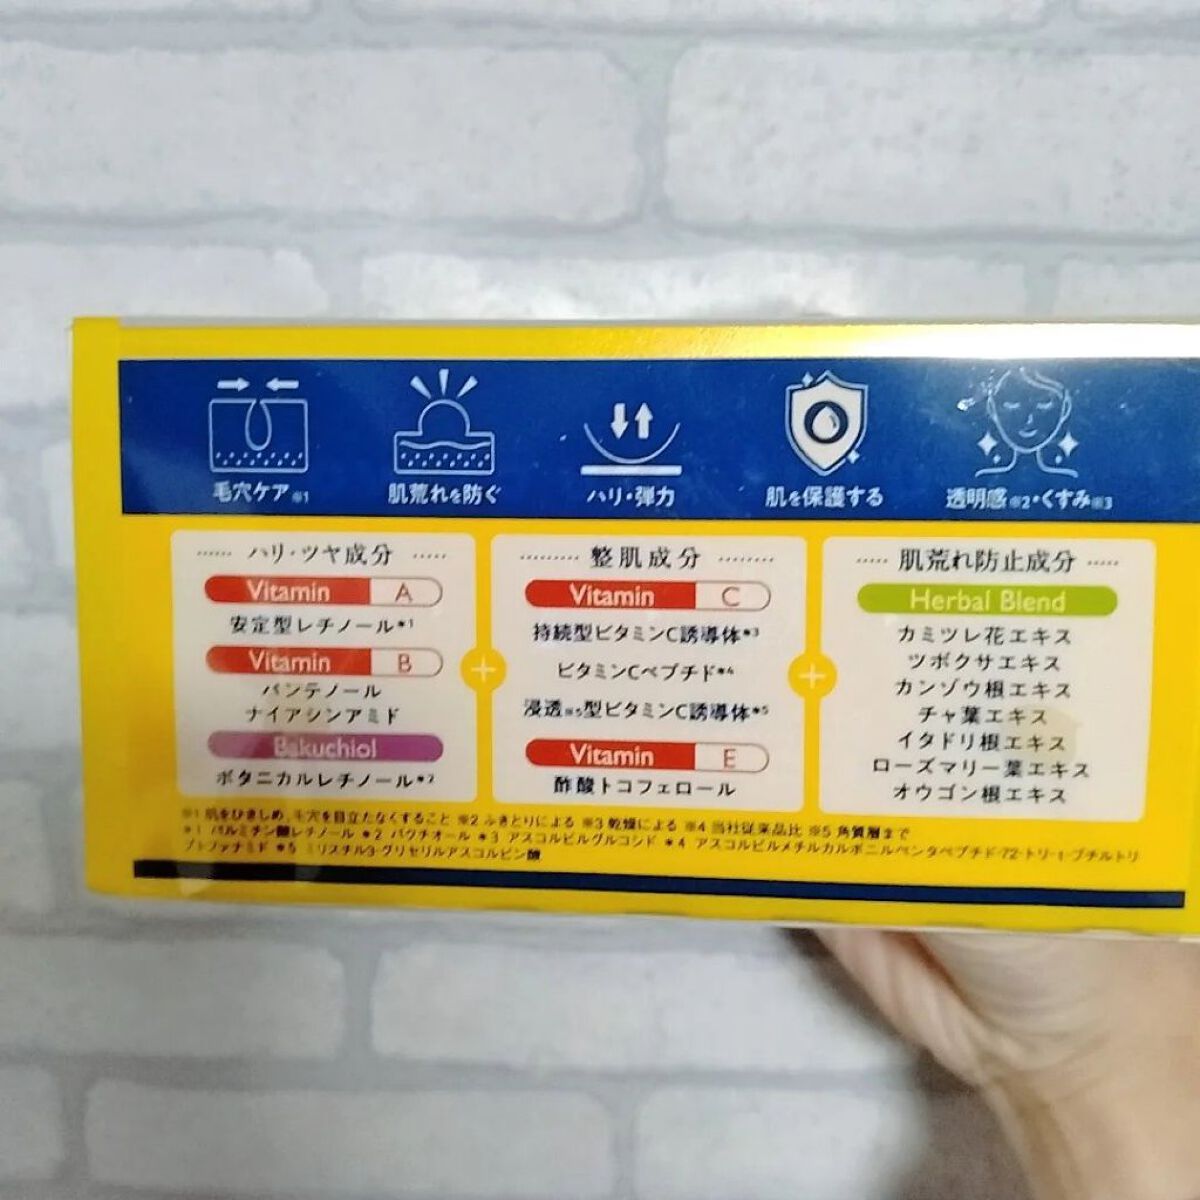 毛穴ケア※1
肌荒れを防ぐ
ハリ・弾力
肌を保護する
透明感※2・くすみ※3
ハリ・ツヤ成分
Vitamin A
安定型レチノール*1
Vitamin B
パンテノール
ナイアシンアミド
Bakuchiol
ボタニカルレチノール*2
+
整肌成分
Vitamin C
持続型ビタミンC誘導体*3
ビタミンCペプチド*4
浸透※5型ビタミンC誘導体*5
Vitamin E
酢酸トコフェロール
+
肌荒れ防止成分
Herbal Blend
カミツレ花エキス
ツボクサエキス
カンゾウ根エキス
チャ葉エキス
イタドリ根エキス
ローズマリー葉エキス
オウゴン根エキス
※1 肌をひきしめ、毛穴を目立たなくすること ※2 ふきとりによる ※3 乾燥による ※4 当社従来品比 ※5 角質層まで
*1 パルミチン酸レチノール *2 バクチオール *3 アスコルビルグルコシド *4 アスコルビルメチルカルボニルペンタペプチド-72-トリ-1-ブチルトリ
プトファナミド *5 ミリスチル3-グリセリルアスコルビン酸